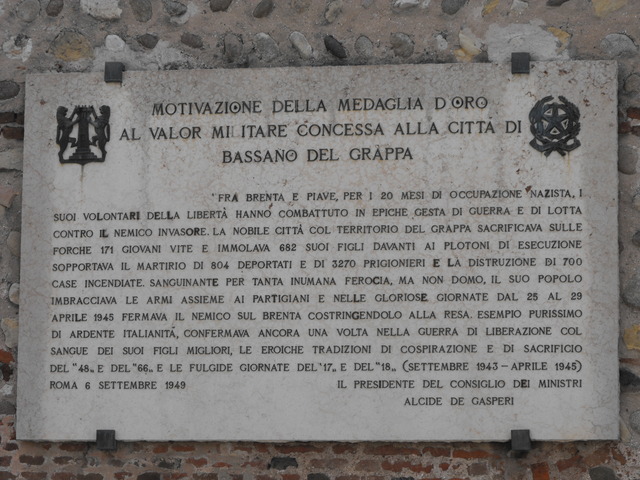 MOTIVAZIONE DELLA MEDAGLIA D'ORO
AL VALOR MILITARE CONCESSA ALLA CITTÀ DI
BASSANO DEL GRAPPA
"FRA BRENTA E PIAVE, PER I 20 MESI DI OCCUPAZIONE NAZISTA, I
SUOI VOLONTARI DELLA LIBERTÀ HANNO COMBATTUTO IN EPICHE GESTA DI GUERRA E DI LOTTA
CONTRO IL NEMICO INVASORE. LA NOBILE CITTÀ COL TERRITORIO DEL GRAPPA SACRIFICAVA SULLE
FORCHE 171 GIOVANI VITE E IMMOLAVA 682 SUOI FIGLI DAVANTI AI PLOTONI DI ESECUZIONE
SOPPORTAVA IL MARTIRIO DI 804 DEPORTATI E DI 3270 PRIGIONIERI E LA DISTRUZIONE DI 700
CASE INCENDIATE. SANGUINANTE PER TANTA INUMANA FEROCIA, MA NON DOMO, IL SUO POPOLO
IMBRACCIAVA LE ARMI ASSIEME AI PARTIGIANI E NELLE GLORIOSE GIORNATE DAL 25 AL 29
APRILE 1945 FERMAVA IL NEMICO SUL BRENTA COSTRINGENDOLO ALLA RESA. ESEMPIO PURISSIMO
DI ARDENTE ITALIANITÀ, CONFERMAVA ANCORA UNA VOLTA NELLA GUERRA DI LIBERAZIONE COL
SANGUE DEI SUOI FIGLI MIGLIORI, LE EROICHE TRADIZIONI DI COSPIRAZIONE E DI SACRIFICIO
DEL "48„ E DEL "66„ E LE FULGIDE GIORNATE DEL "17„ E DEL "18„ (SETTEMBRE 1943 - APRILE 1945)
ROMA 6 SETTEMBRE 1949 IL PRESIDENTE DEL CONSIGLIO DEI MINISTRI
ALCIDE DE GASPERI